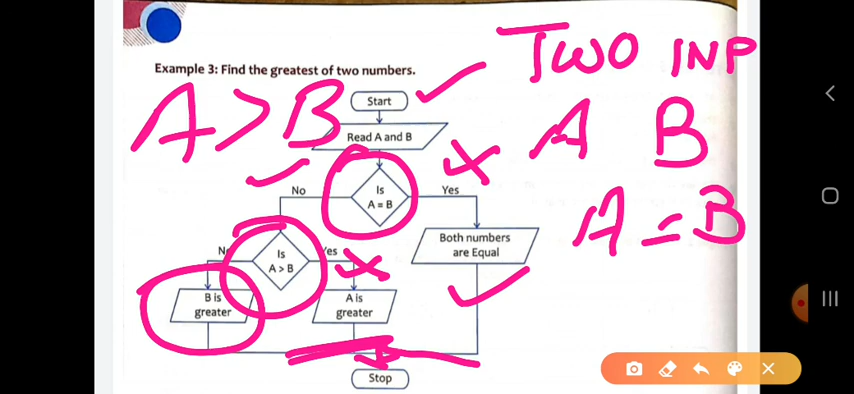 Example 3: Find the greatest of two numbers.
TWO INP
A > B
Start
Read A and B
A B
Is
A = B
No
Yes
A = B
Both numbers
are Equal
Is
A > B
Yes
B is
greater
A is
greater
Stop